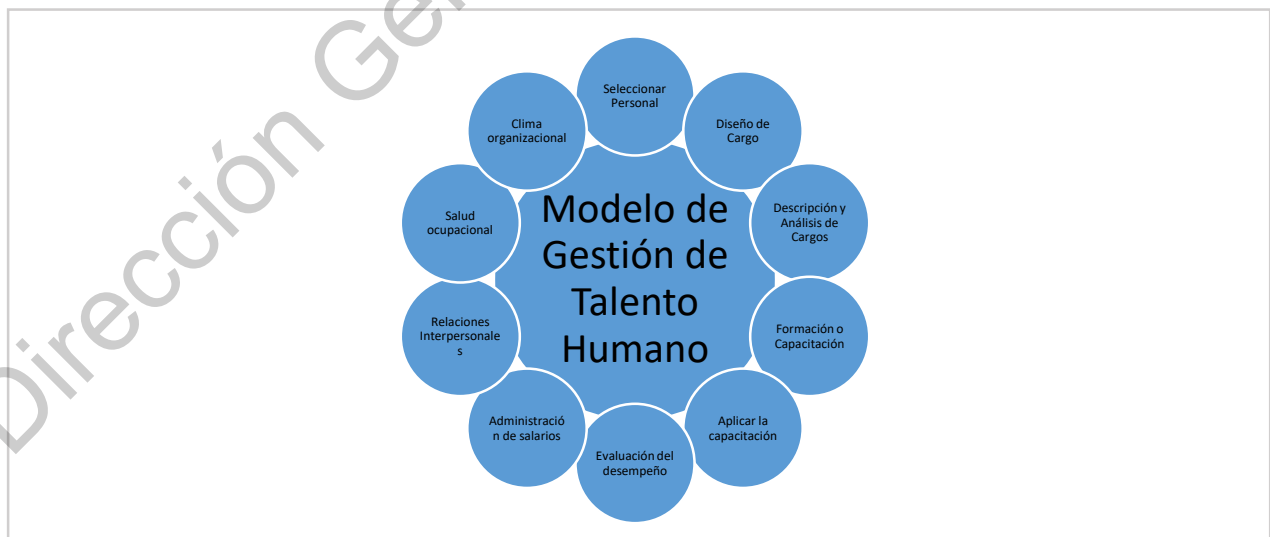 Dirección Ge
Seleccionar
Personal
Diseño de
Cargo
Descripción y
Análisis de
Cargos
Formación o
Capacitación
Aplicar la
capacitación
Evaluación del
desempeño
Administració
n de salarios
Relaciones
Interpersonale
s
Salud
ocupacional
Clima
organizacional
Modelo de
Gestión de
Talento
Humano